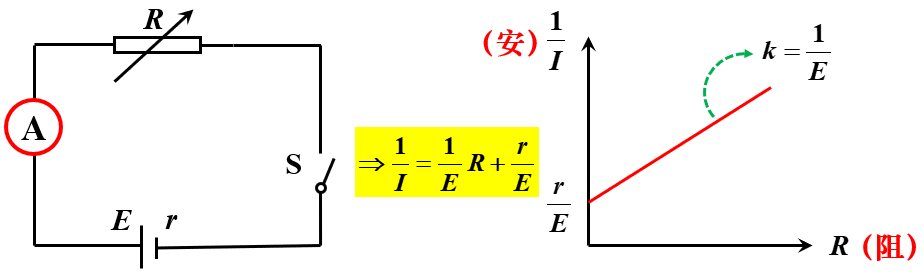 R
A
S
E r
⇒ 1/I = 1/E R + r/E
(安) 1/I
k = 1/E
r/E
R (阻)